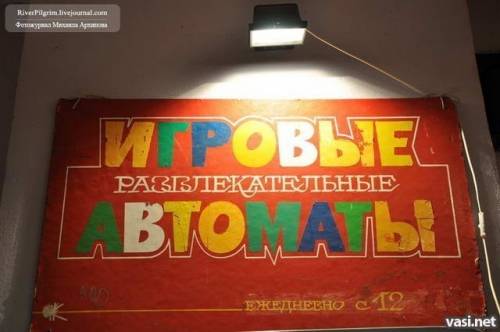 RiverPilgrim.livejournal.com
Фотожурнал Михаила Архипова
ИГРОВЫЕ
РАЗВЛЕКАТЕЛЬНЫЕ
АВТОМАТЫ
ЕЖЕДНЕВНО С 12
vasi.net